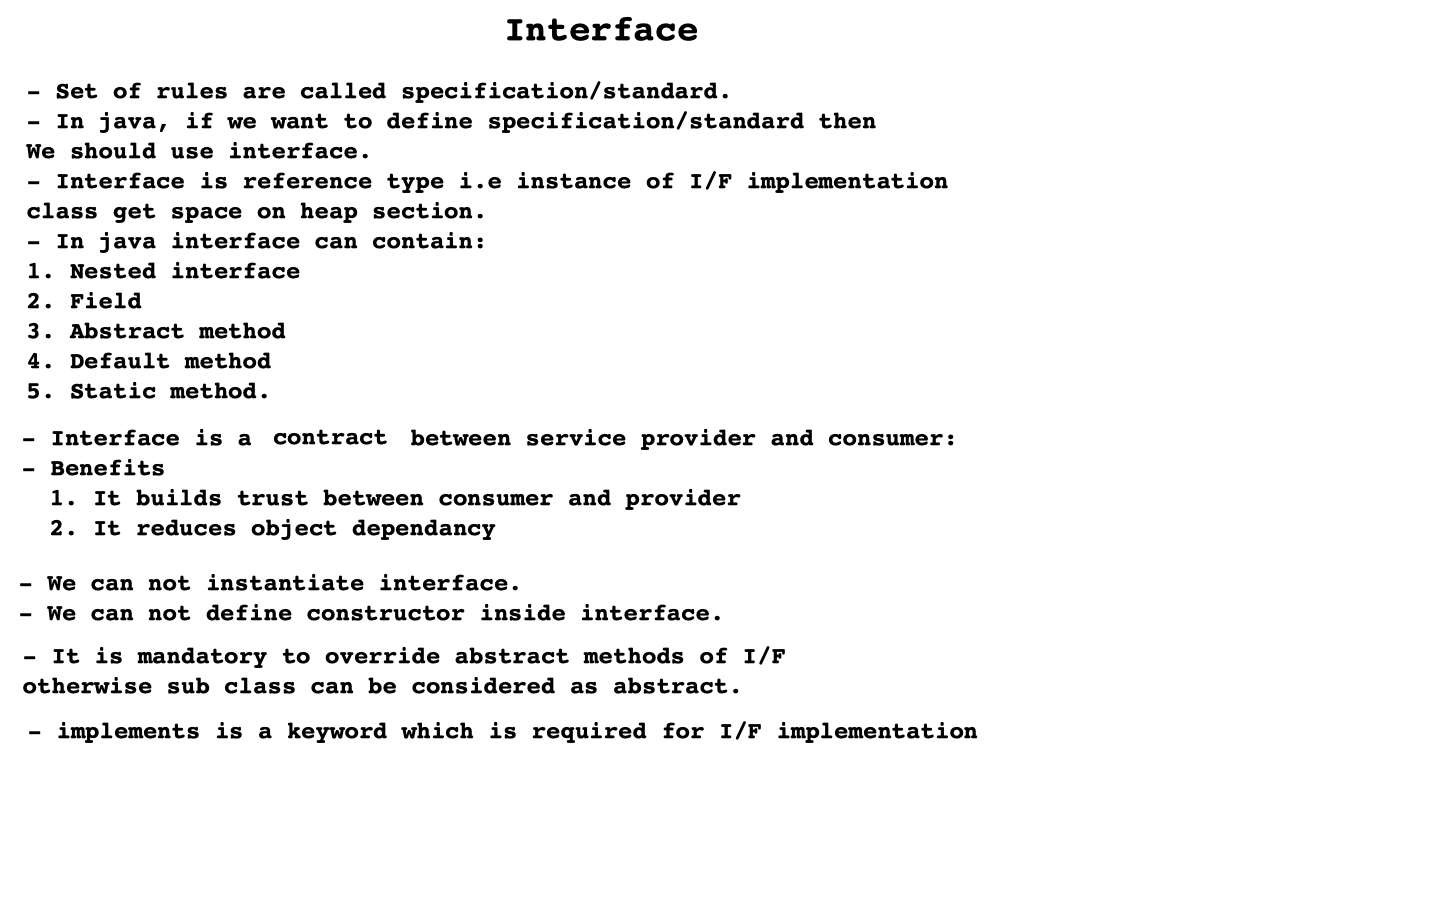 Interface
- Set of rules are called specification/standard.
- In java, if we want to define specification/standard then
We should use interface.
- Interface is reference type i.e instance of I/F implementation
class get space on heap section.
- In java interface can contain:
1. Nested interface
2. Field
3. Abstract method
4. Default method
5. Static method.
- Interface is a contract between service provider and consumer:
- Benefits
1. It builds trust between consumer and provider
2. It reduces object dependancy
- We can not instantiate interface.
- We can not define constructor inside interface.
- It is mandatory to override abstract methods of I/F
otherwise sub class can be considered as abstract.
- implements is a keyword which is required for I/F implementation